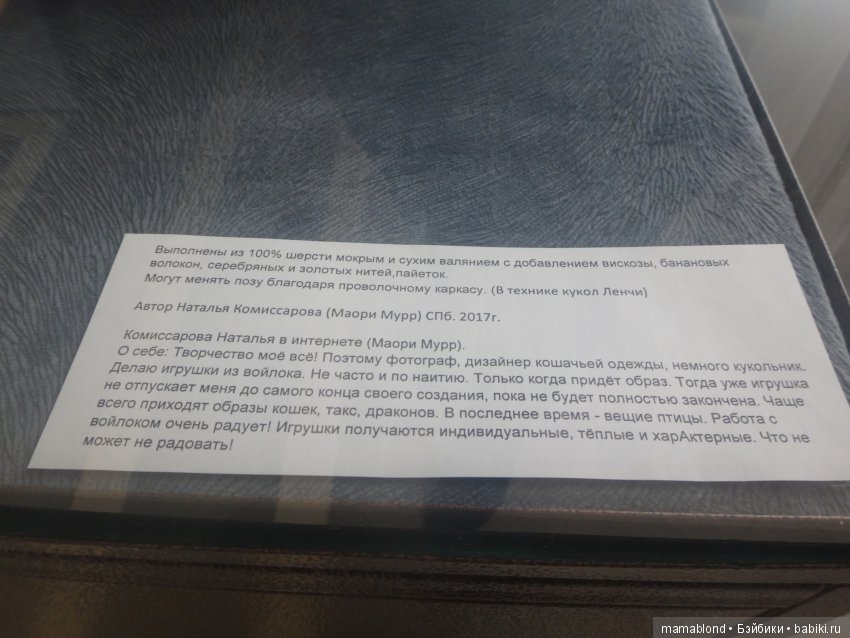 Выполнены из 100% шерсти мокрым и сухим валянием с добавлением вискозы, банановых
волокон, серебряных и золотых нитей,пайеток.
Могут менять позу благодаря проволочному каркасу. (В технике кукол Ленчи)
Автор Наталья Комиссарова (Маори Мурр) СПб. 2017г.
Комиссарова Наталья в интернете (Маори Мурр).
О себе: Творчество моё всё! Поэтому фотограф, дизайнер кошачьей одежды, немного кукольник.
Делаю игрушки из войлока. Не часто и по наитию. Только когда придёт образ. Тогда уже игрушка
не отпускает меня до самого конца своего создания, пока не будет полностью закончена. Чаще
всего приходят образы кошек, такс, драконов. В последнее время - вещие птицы. Работа с
войлоком очень радует! Игрушки получаются индивидуальные, тёплые и харАктерные. Что не
может не радовать!
mamablond • Бэйбики • babiki.ru